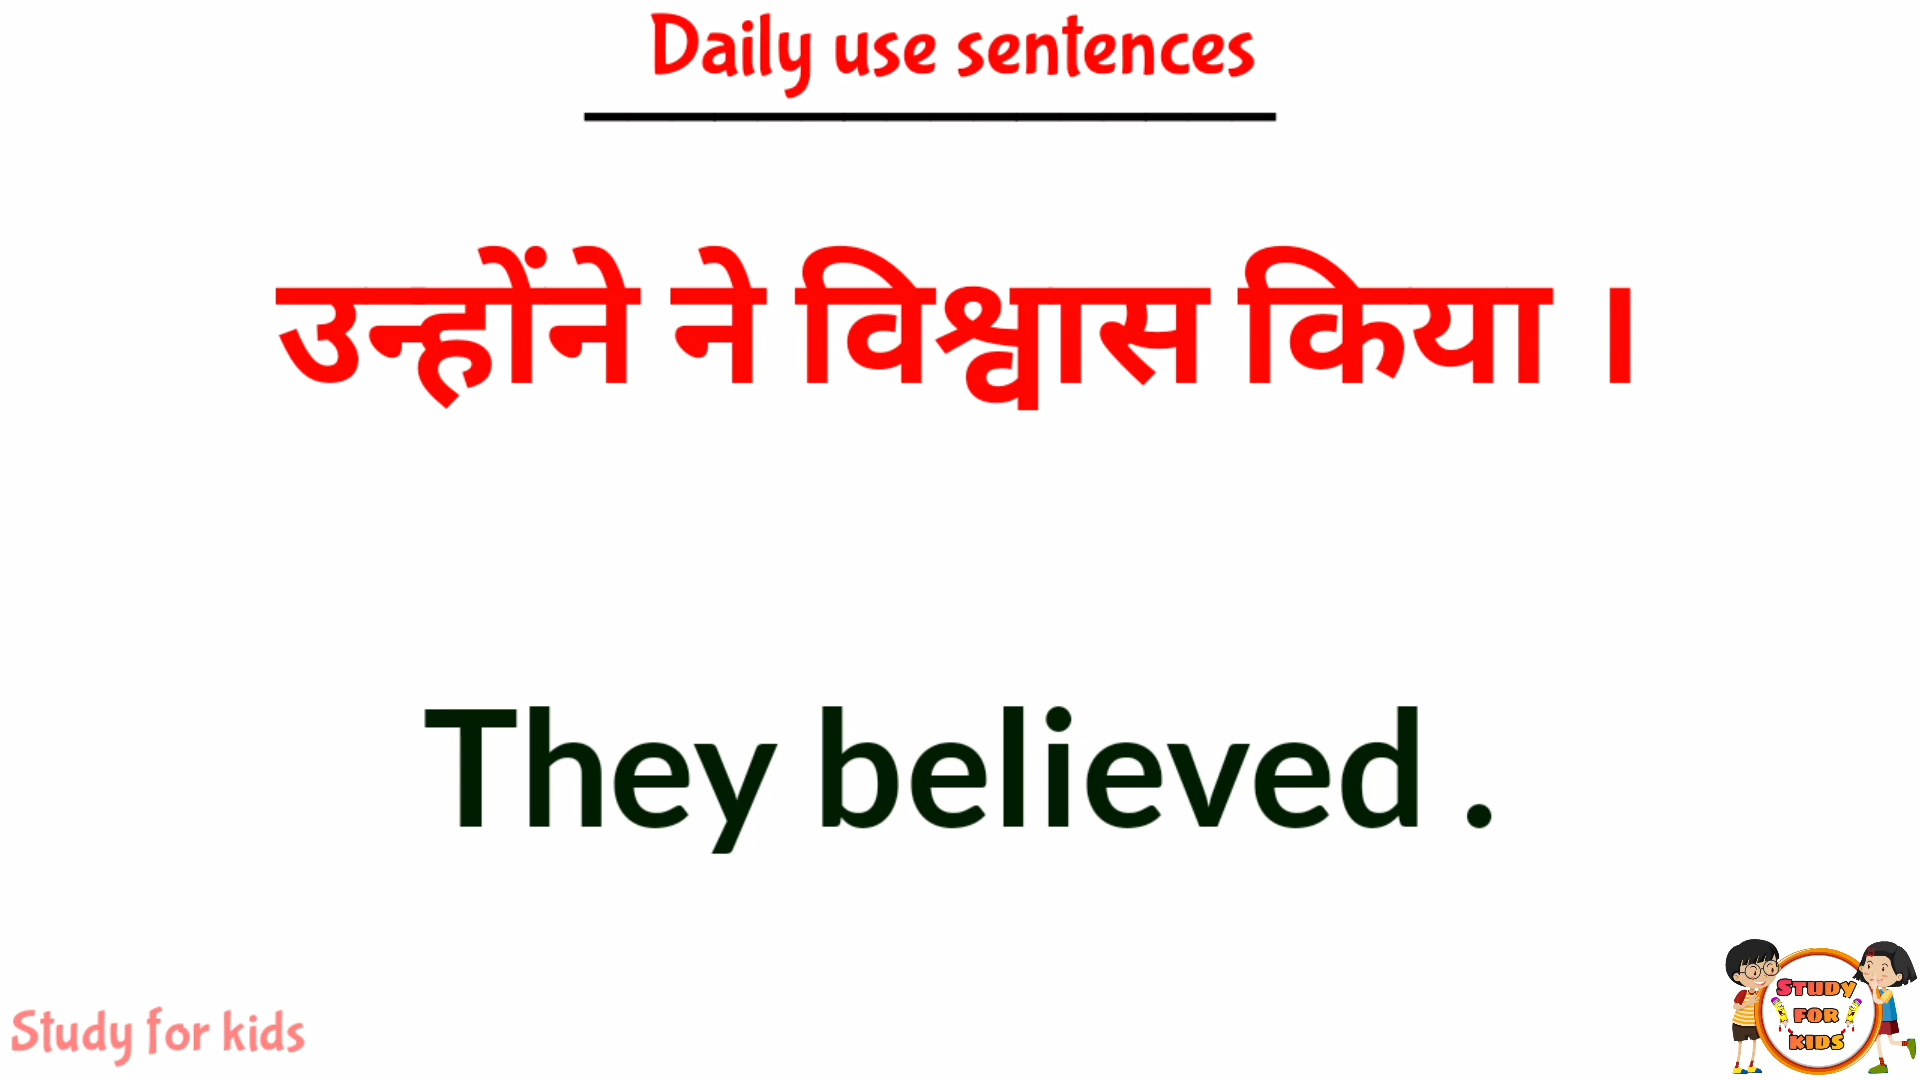 Daily use sentences
उन्होंने ने विश्वास किया ।
They believed .
Study for kids
STUDY
FOR
KIDS